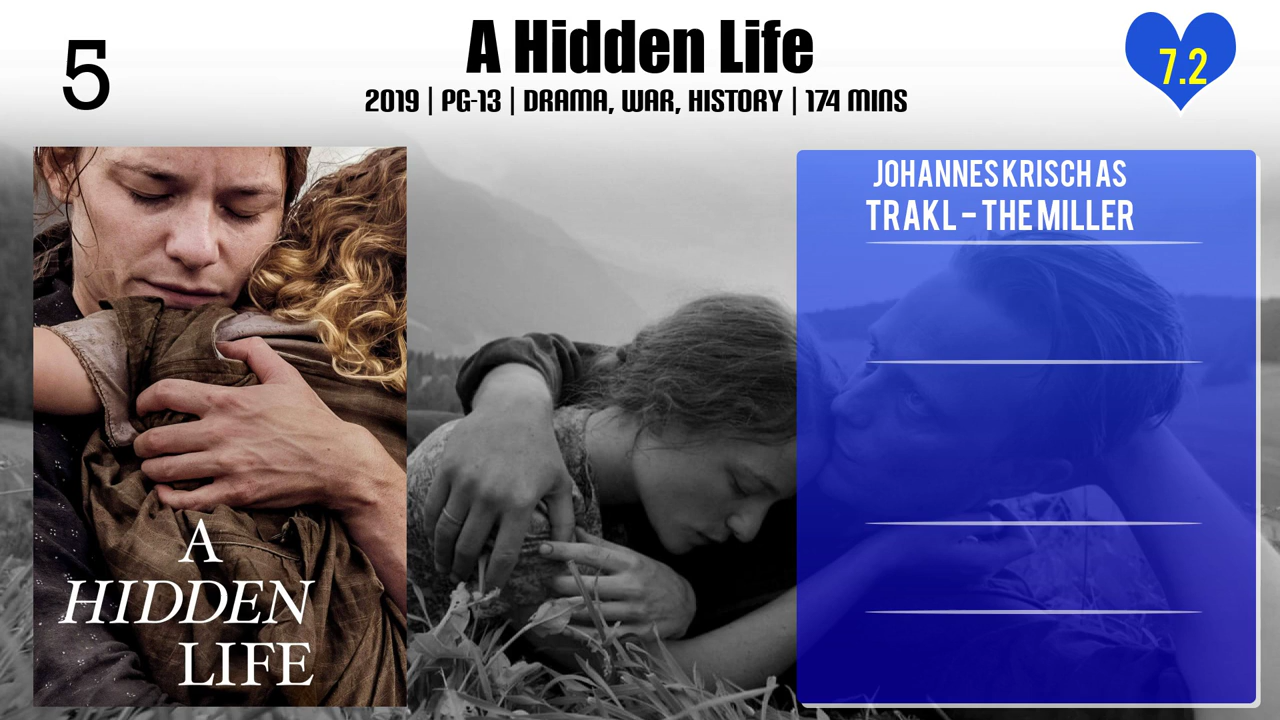 5
A Hidden Life
2019 | PG-13 | DRAMA, WAR, HISTORY | 174 MINS
7.2
JOHANNES KRISCH AS
TRAKL - THE MILLER
A
HIDDEN
LIFE